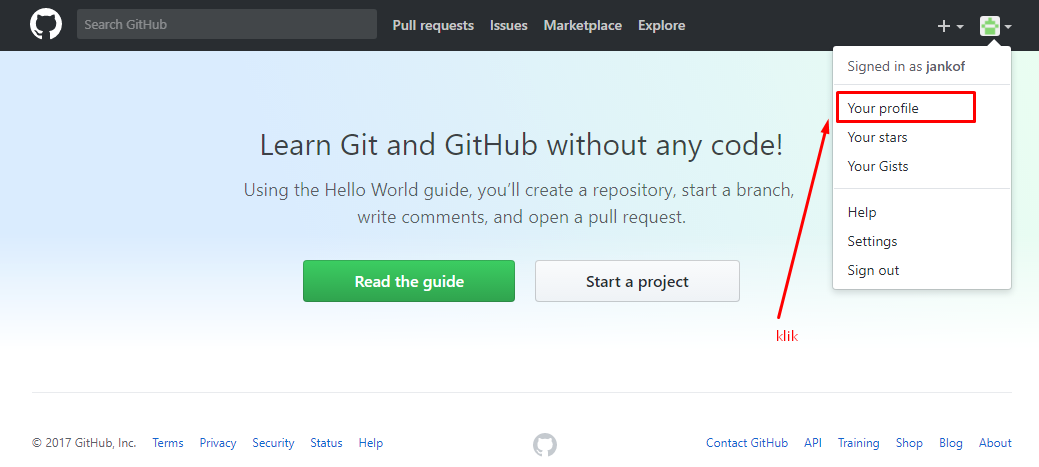 Search GitHub Pull requests Issues Marketplace Explore
Signed in as jankof
Your profile
Your stars
Your Gists
Help
Settings
Sign out
Learn Git and GitHub without any code!
Using the Hello World guide, you’ll create a repository, start a branch,
write comments, and open a pull request.
Read the guide Start a project
klik
© 2017 GitHub, Inc. Terms Privacy Security Status Help Contact GitHub API Training Shop Blog About